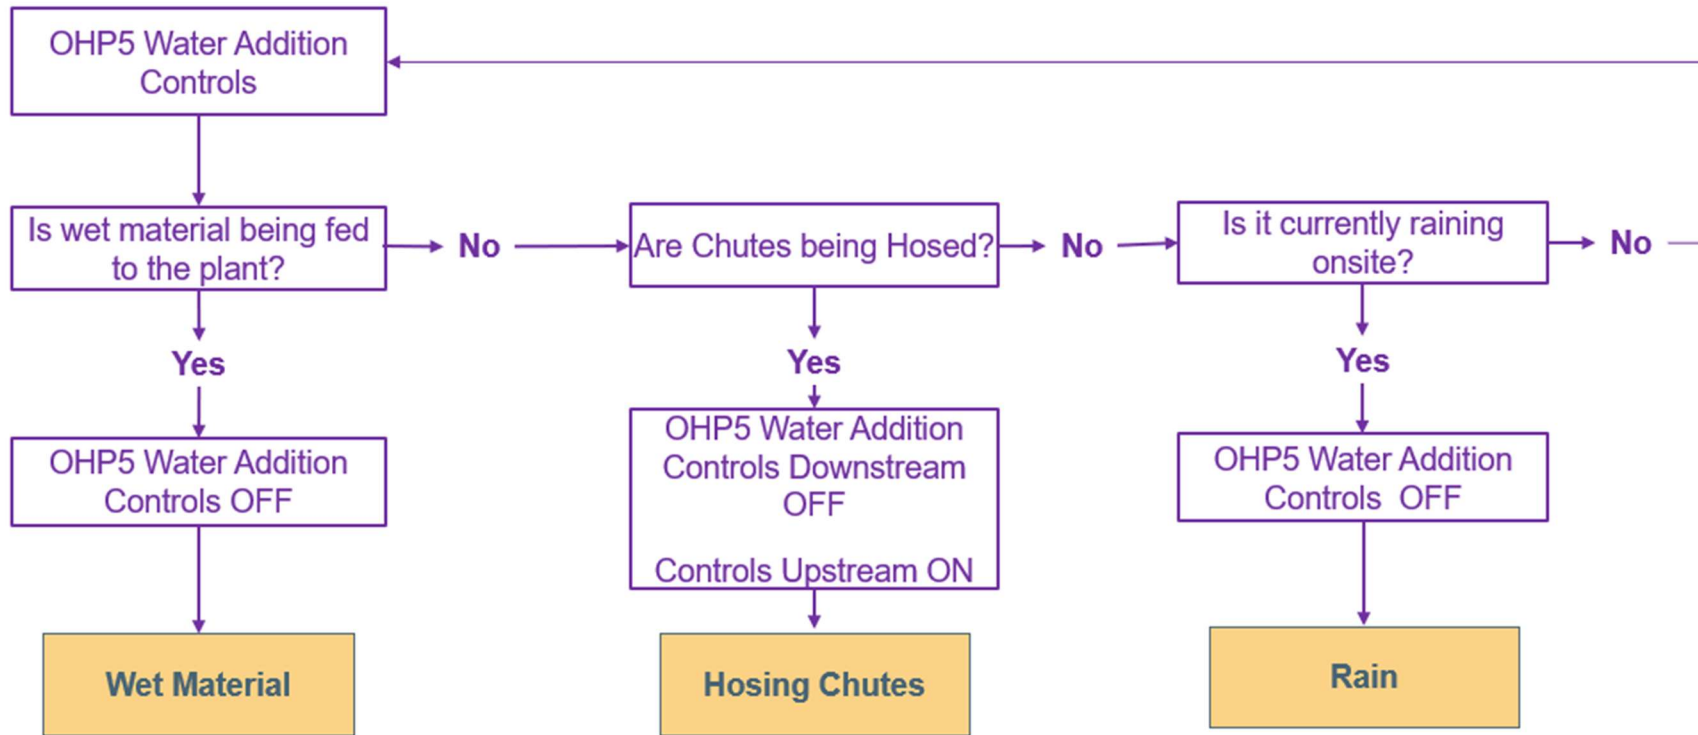 OHP5 Water Addition
Controls
Is wet material being fed
to the plant?
No
Are Chutes being Hosed?
No
Is it currently raining
onsite?
No
Yes
Yes
Yes
OHP5 Water Addition
Controls OFF
OHP5 Water Addition
Controls Downstream
OFF
Controls Upstream ON
OHP5 Water Addition
Controls OFF
Wet Material
Hosing Chutes
Rain